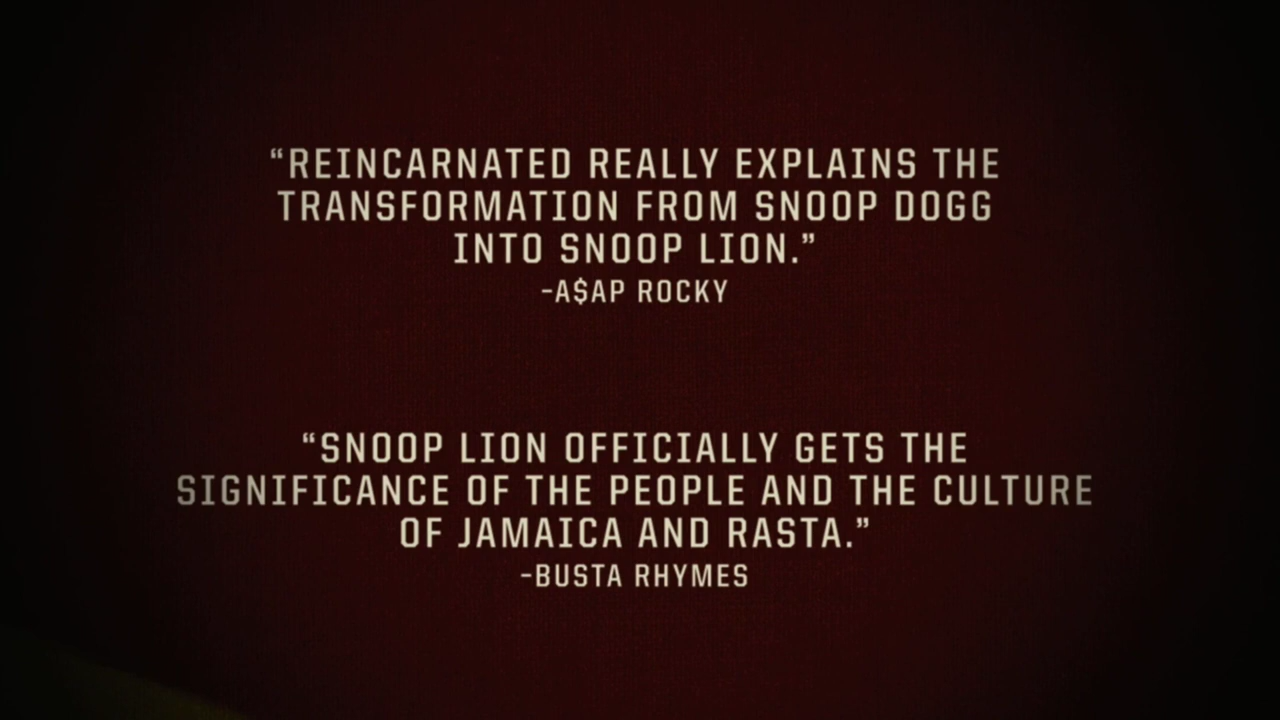 “REINCARNATED REALLY EXPLAINS THE
TRANSFORMATION FROM SNOOP DOGG
INTO SNOOP LION.”
-A$AP ROCKY
“SNOOP LION OFFICIALLY GETS THE
SIGNIFICANCE OF THE PEOPLE AND THE CULTURE
OF JAMAICA AND RASTA.”
-BUSTA RHYMES